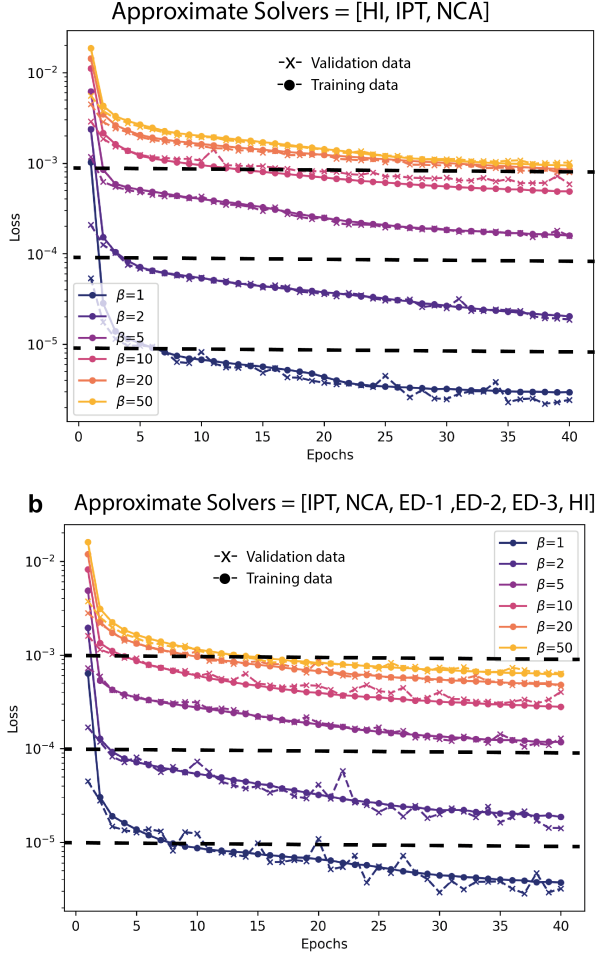 Approximate Solvers = [HI, IPT, NCA]
10⁻²
10⁻³
10⁻⁴
10⁻⁵
Loss
-X- Validation data
Training data
β=1
β=2
β=5
β=10
β=20
β=50
0 5 10 15 20 25 30 35 40
Epochs
b Approximate Solvers = [IPT, NCA, ED-1 ,ED-2, ED-3, HI]
10⁻²
10⁻³
10⁻⁴
10⁻⁵
Loss
-X- Validation data
Training data
β=1
β=2
β=5
β=10
β=20
β=50
0 5 10 15 20 25 30 35 40
Epochs